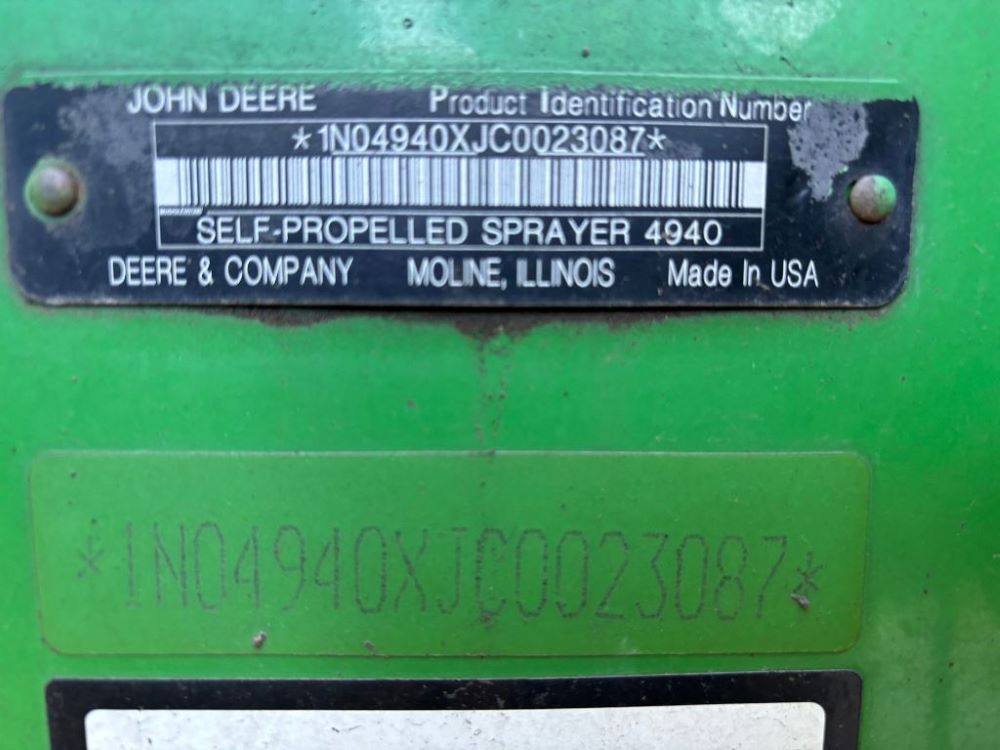 JOHN DEERE Product Identification Number
*1N04940XJC0023087*
SELF-PROPELLED SPRAYER 4940
DEERE & COMPANY MOLINE, ILLINOIS Made In USA
*1N04940XJC0023087*